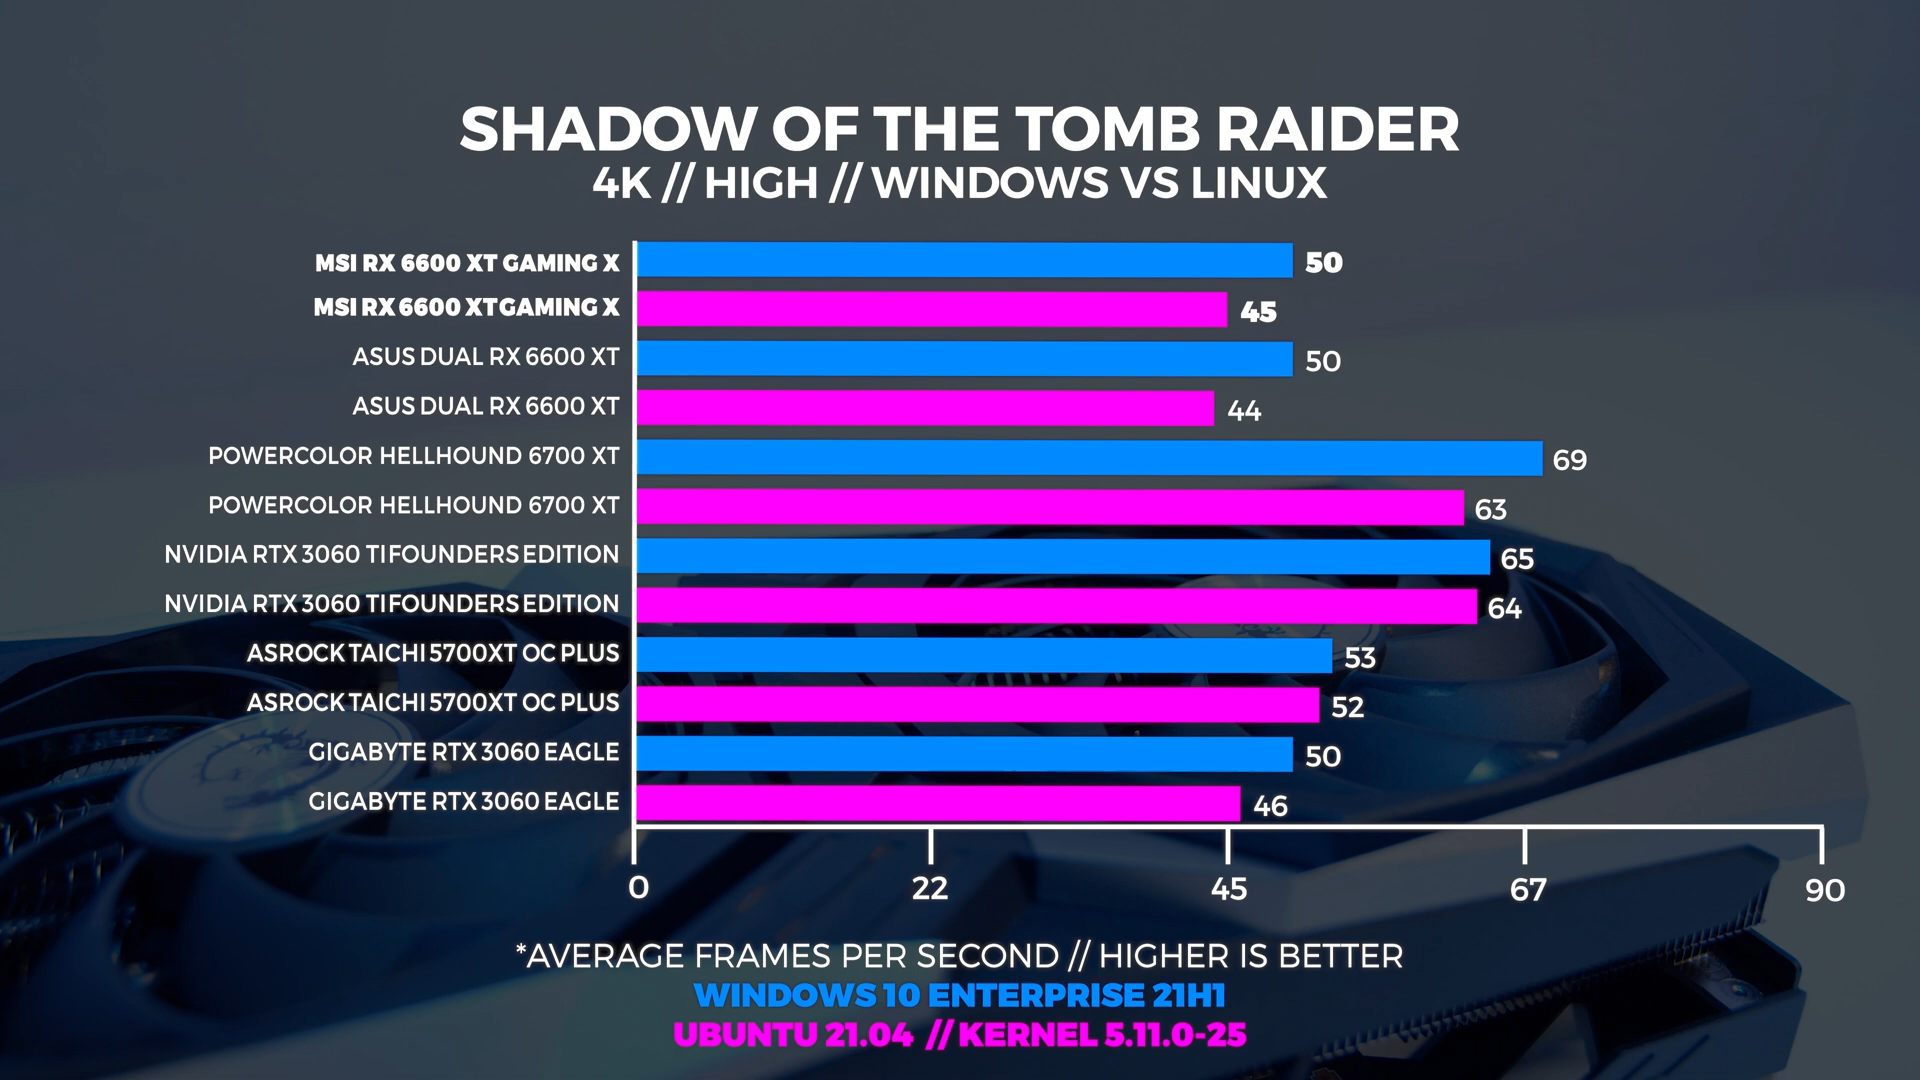 SHADOW OF THE TOMB RAIDER
4K // HIGH // WINDOWS VS LINUX
MSI RX 6600 XT GAMING X 50
MSI RX 6600 XT GAMING X 45
ASUS DUAL RX 6600 XT 50
ASUS DUAL RX 6600 XT 44
POWERCOLOR HELLHOUND 6700 XT 69
POWERCOLOR HELLHOUND 6700 XT 63
NVIDIA RTX 3060 TI FOUNDERS EDITION 65
NVIDIA RTX 3060 TI FOUNDERS EDITION 64
ASROCK TAICHI 5700XT OC PLUS 53
ASROCK TAICHI 5700XT OC PLUS 52
GIGABYTE RTX 3060 EAGLE 50
GIGABYTE RTX 3060 EAGLE 46
0 22 45 67 90
*AVERAGE FRAMES PER SECOND // HIGHER IS BETTER
WINDOWS 10 ENTERPRISE 21H1
UBUNTU 21.04 // KERNEL 5.11.0-25